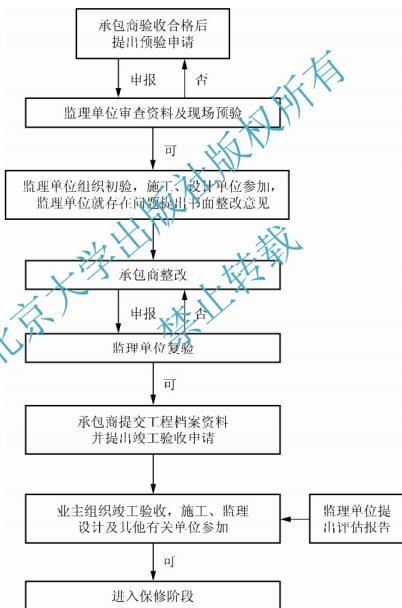 承包商验收合格后
提出预验申请
申报
否
监理单位审查资料及现场预验
可
监理单位组织初验，施工、设计单位参加，
监理单位就存在问题提出书面整改意见
承包商整改
申报
否
监理单位复验
可
承包商提交工程档案资料
并提出竣工验收申请
业主组织竣工验收，施工、监理
设计及其他有关单位参加
监理单位提
出评估报告
可
进入保修阶段
北京大学出版社版权所有
禁止转载